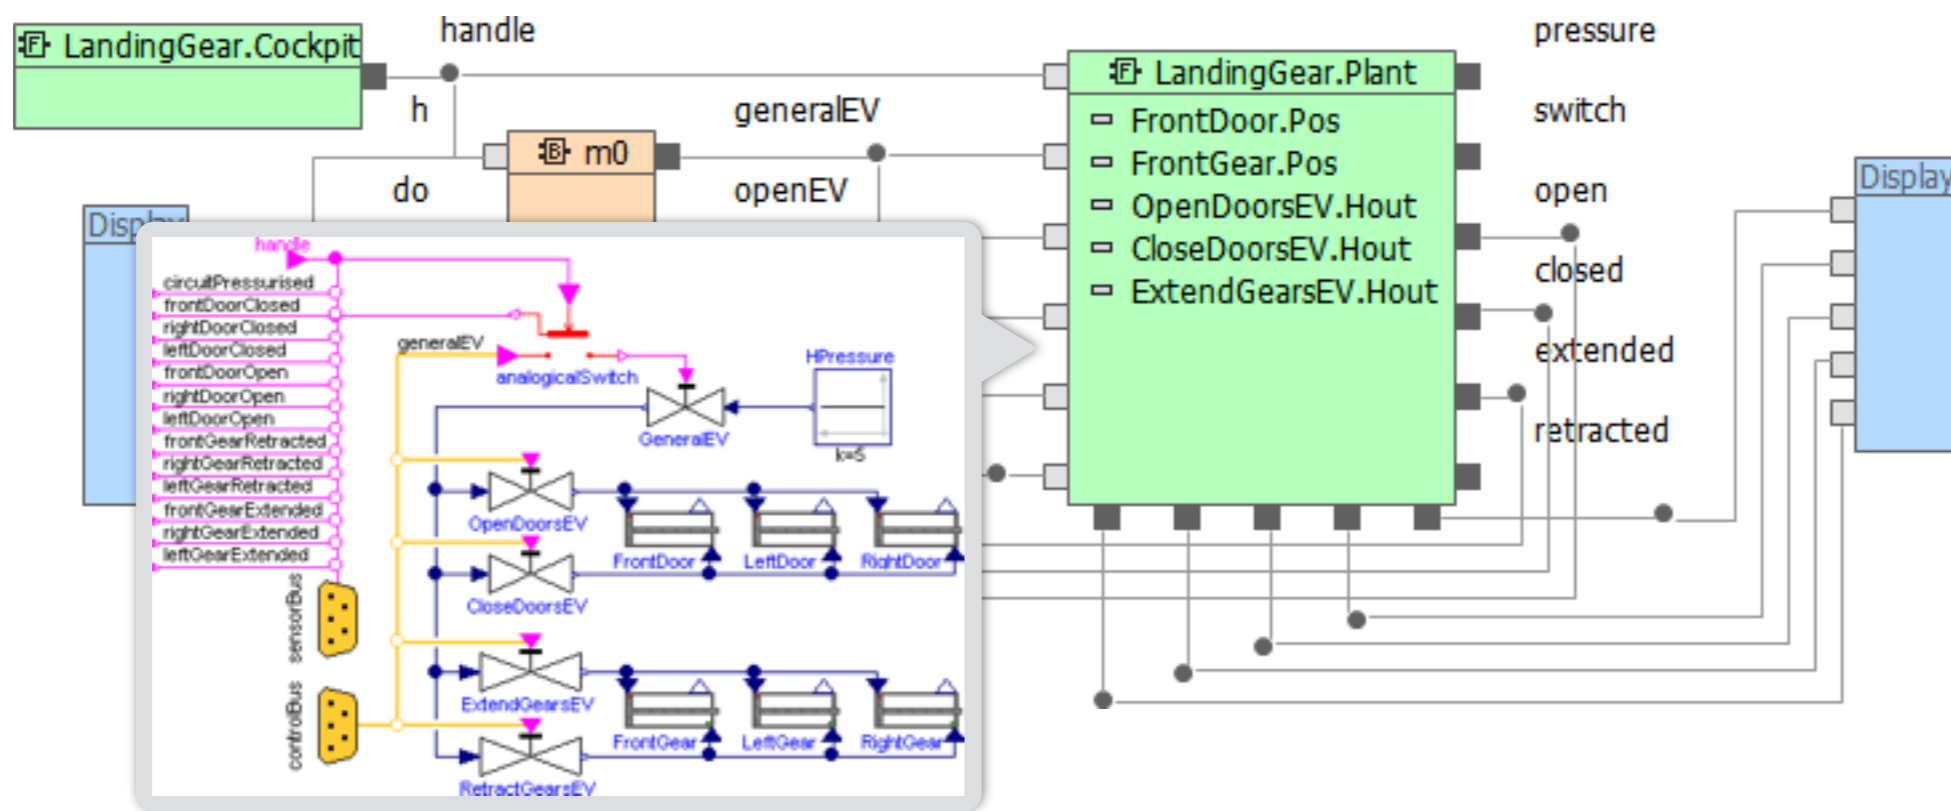 handle
pressure
LandingGear.Cockpit
LandingGear.Plant
h
generalEV
switch
FrontDoor.Pos
m0
FrontGear.Pos
Display
do
openEV
open
OpenDoorsEV.Hout
CloseDoorsEV.Hout
closed
ExtendGearsEV.Hout
extended
retracted
handle
circuitPressurised
frontDoorClosed
rightDoorClosed
leftDoorClosed
frontDoorOpen
rightDoorOpen
leftDoorOpen
frontGearRetracted
rightGearRetracted
leftGearRetracted
frontGearExtended
rightGearExtended
leftGearExtended
sensorBus
controlBus
generalEV
analogicalSwitch
HPressure
GeneralEV
k=5
OpenDoorsEV
FrontDoor
LeftDoor
RightDoor
CloseDoorsEV
ExtendGearsEV
FrontGear
LeftGear
RightGear
RetractGearsEV